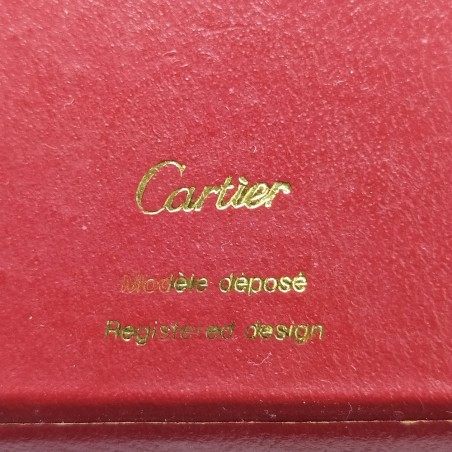 Cartier
Modèle déposé
Registered design